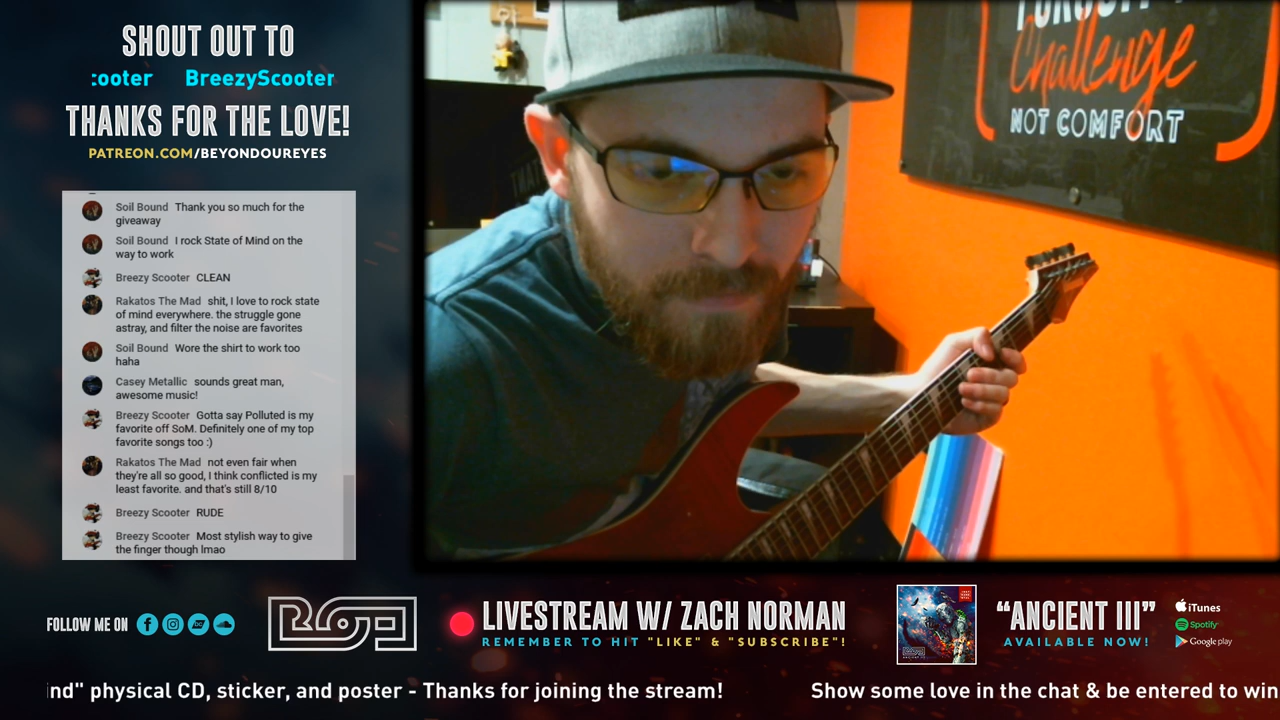 SHOUT OUT TO
:ooter BreezyScooter
THANKS FOR THE LOVE!
PATREON.COM/BEYONDOUREYES
Soil Bound Thank you so much for the
giveaway
Soil Bound I rock State of Mind on the
way to work
Breezy Scooter CLEAN
Rakatos The Mad shit, I love to rock state
of mind everywhere. the struggle gone
astray, and filter the noise are favorites
Soil Bound Wore the shirt to work too
haha
Casey Metallic sounds great man,
awesome music!
Breezy Scooter Gotta say Polluted is my
favorite off SoM. Definitely one of my top
favorite songs too :)
Rakatos The Mad not even fair when
they're all so good, I think conflicted is my
least favorite. and that's still 8/10
Breezy Scooter RUDE
Breezy Scooter Most stylish way to give
the finger though lmao
Challenge
NOT COMFORT
FOLLOW ME ON
LIVESTREAM W/ ZACH NORMAN
REMEMBER TO HIT "LIKE" & "SUBSCRIBE"!
“ANCIENT III”
AVAILABLE NOW!
iTunes
Spotify
Google play
ind" physical CD, sticker, and poster - Thanks for joining the stream! Show some love in the chat & be entered to win